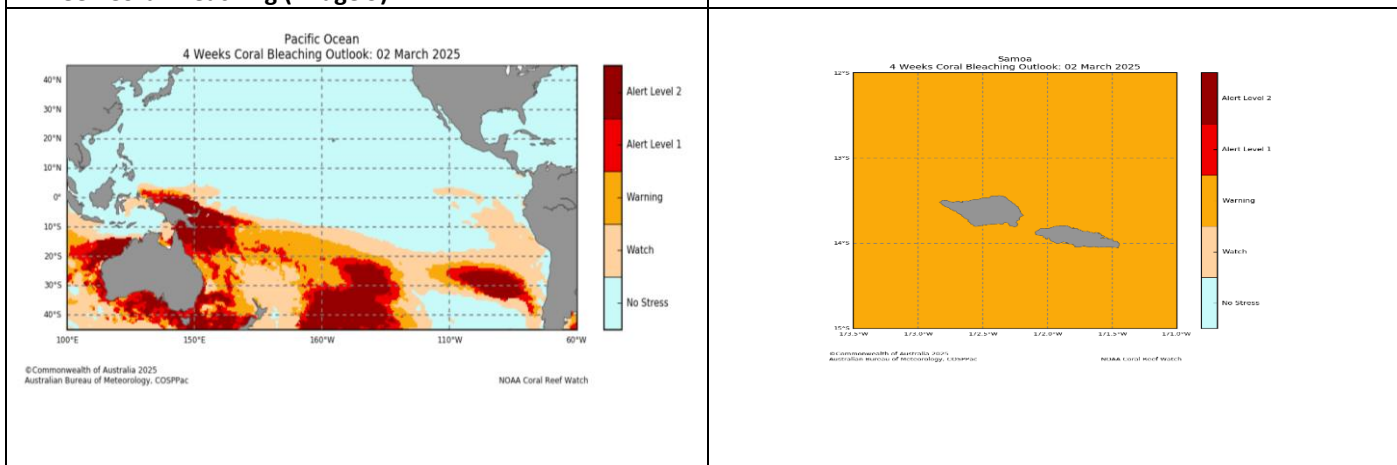 Pacific Ocean
4 Weeks Coral Bleaching Outlook: 02 March 2025
40°N
30°N
20°N
10°N
0°
10°S
20°S
30°S
40°S
100°E
150°E
160°W
110°W
60°W
Alert Level 2
Alert Level 1
Warning
Watch
No Stress
©Commonwealth of Australia 2025
Australian Bureau of Meteorology, COSPPac
NOAA Coral Reef Watch
Samoa
4 Weeks Coral Bleaching Outlook: 02 March 2025
12°S
13°S
14°S
15°S
173.5°W
173.0°W
172.5°W
172.0°W
171.5°W
171.0°W
Alert Level 2
Alert Level 1
Warning
Watch
No Stress
©Commonwealth of Australia 2025
Australian Bureau of Meteorology, COSPPac
NOAA Coral Reef Watch